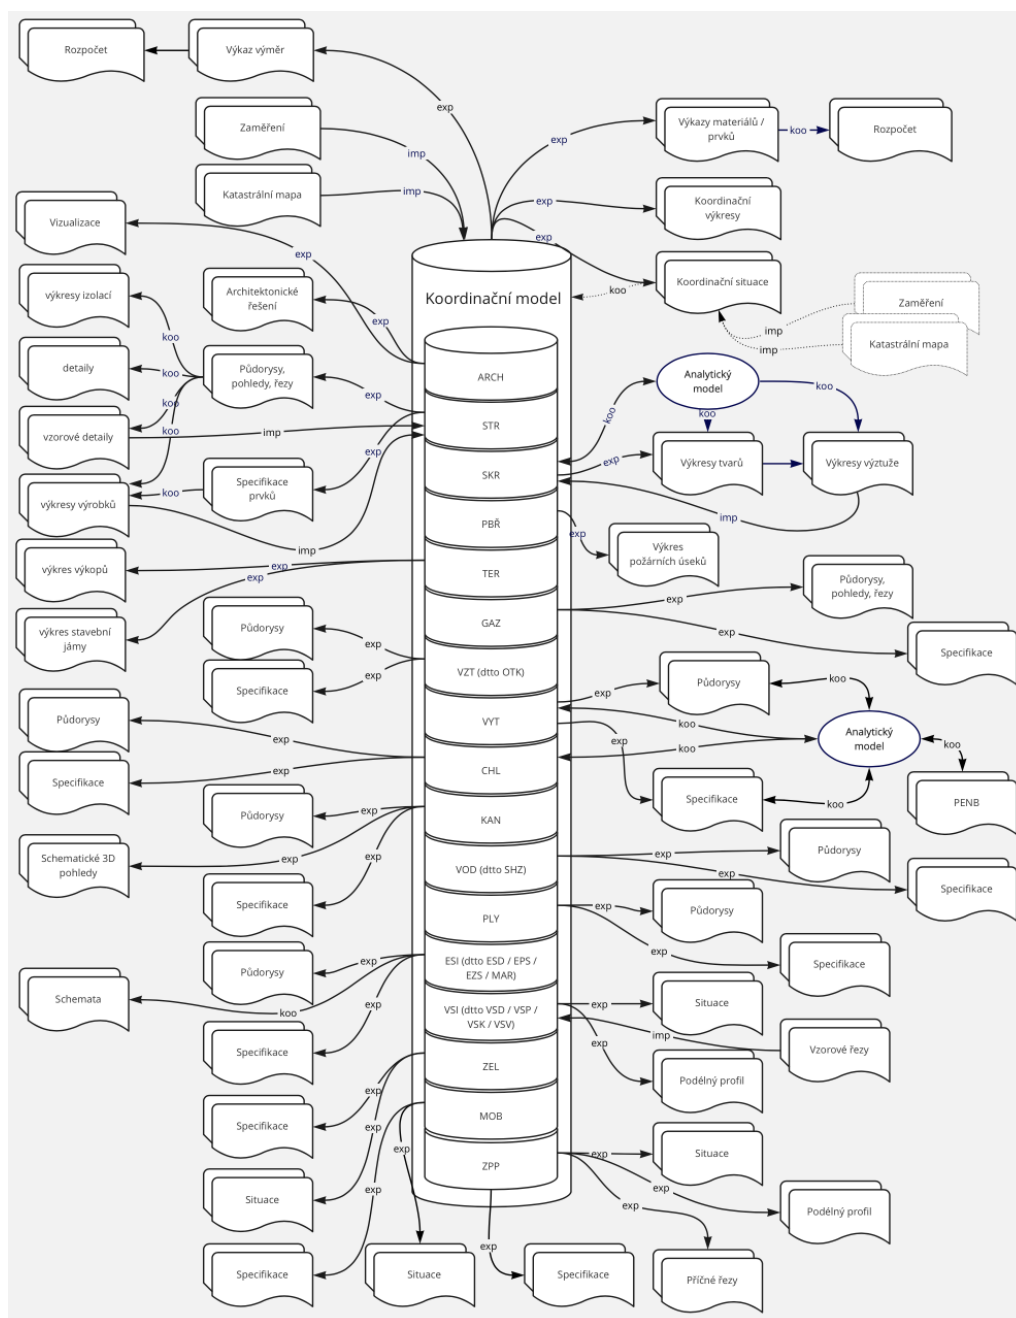 Rozpočet
Výkaz výměr
exp
Zaměření
imp
Katastrální mapa
imp
Výkazy materiálů /
prvků
exp
koo
Rozpočet
Koordinační
výkresy
exp
exp
Koordinační situace
koo
Zaměření
imp
Katastrální mapa
imp
Vizualizace
exp
výkresy izolací
Architektonické
řešení
exp
koo
detaily
koo
Půdorysy,
pohledy, řezy
exp
koo
vzorové detaily
imp
koo
výkresy výrobků
koo
Specifikace
prvků
exp
imp
výkres výkopů
exp
exp
výkres stavební
jámy
Půdorysy
exp
Specifikace
exp
Půdorysy
exp
Specifikace
exp
Půdorysy
exp
Schematické 3D
pohledy
exp
exp
Specifikace
Půdorysy
exp
Schemata
koo
exp
Specifikace
Specifikace
exp
Situace
exp
Specifikace
exp
exp
Situace
exp
Specifikace
Koordinační model
ARCH
STR
SKR
PBŘ
TER
GAZ
VZT (dtto OTK)
VYT
CHL
KAN
VOD (dtto SHZ)
PLY
ESI (dtto ESD / EPS /
EZS / MAR)
VSI (dtto VSD / VSP /
VSK / VSV)
ZEL
MOB
ZPP
Analytický
model
koo
koo
koo
exp
Výkresy tvarů
Výkresy výztuže
imp
exp
Výkres
požárních úseků
exp
Půdorysy,
pohledy, řezy
exp
Specifikace
exp
Půdorysy
koo
koo
Analytický
model
koo
exp
koo
Specifikace
koo
PENB
exp
Půdorysy
exp
Specifikace
exp
Půdorysy
exp
Specifikace
exp
Situace
imp
Vzorové řezy
exp
Podélný profil
exp
Situace
exp
Podélný profil
exp
Příčné řezy